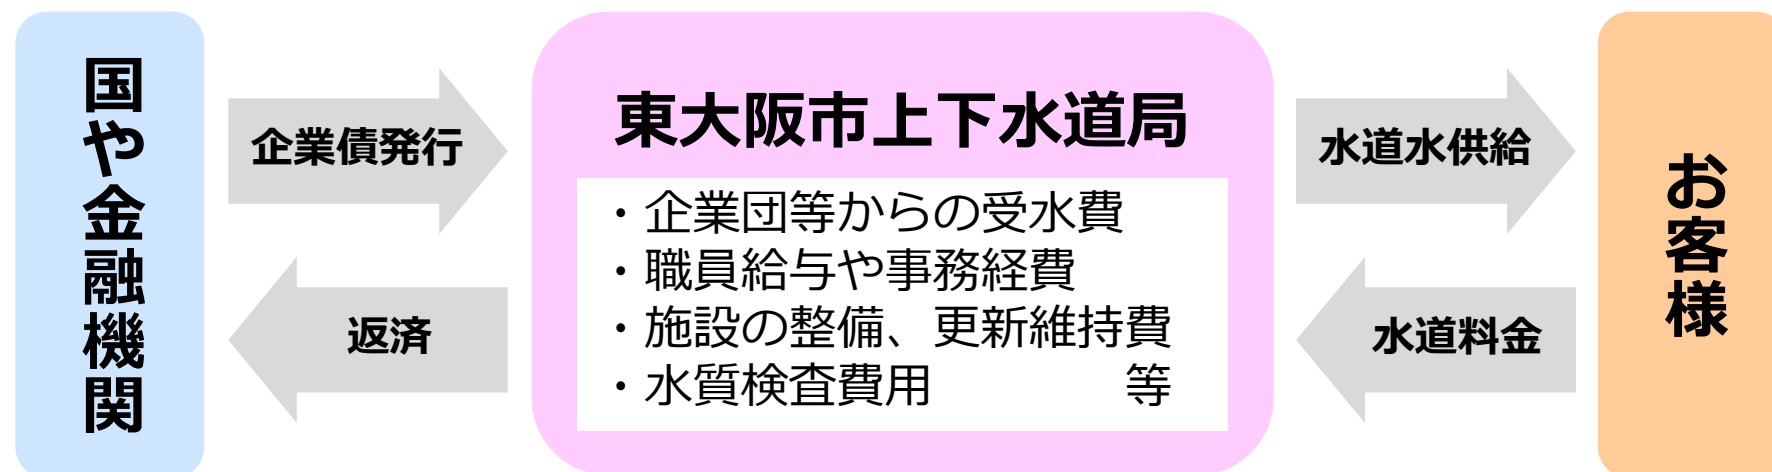 国や金融機関
企業債発行
返済
東大阪市上下水道局
・企業団等からの受水費
・職員給与や事務経費
・施設の整備、更新維持費
・水質検査費用　　　　等
水道水供給
水道料金
お客様